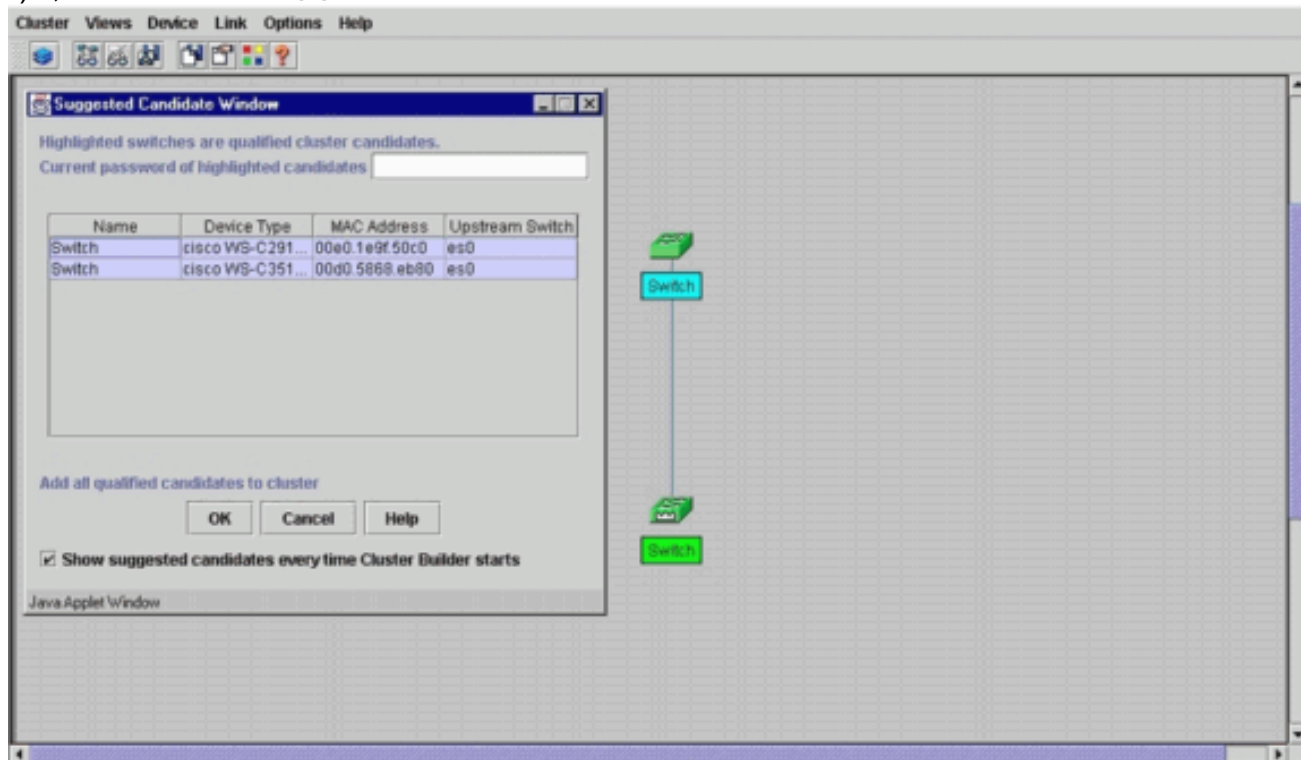 Cluster Views Device Link Options Help
Suggested Candidate Window
Highlighted switches are qualified cluster candidates.
Current password of highlighted candidates
Name Device Type MAC Address Upstream Switch
Switch cisco WS-C291... 00e0.1e9f.50c0 es0
Switch cisco WS-C351... 00d0.5868.eb80 es0
Add all qualified candidates to cluster
OK Cancel Help
Show suggested candidates every time Cluster Builder starts
Java Applet Window
Switch
Switch